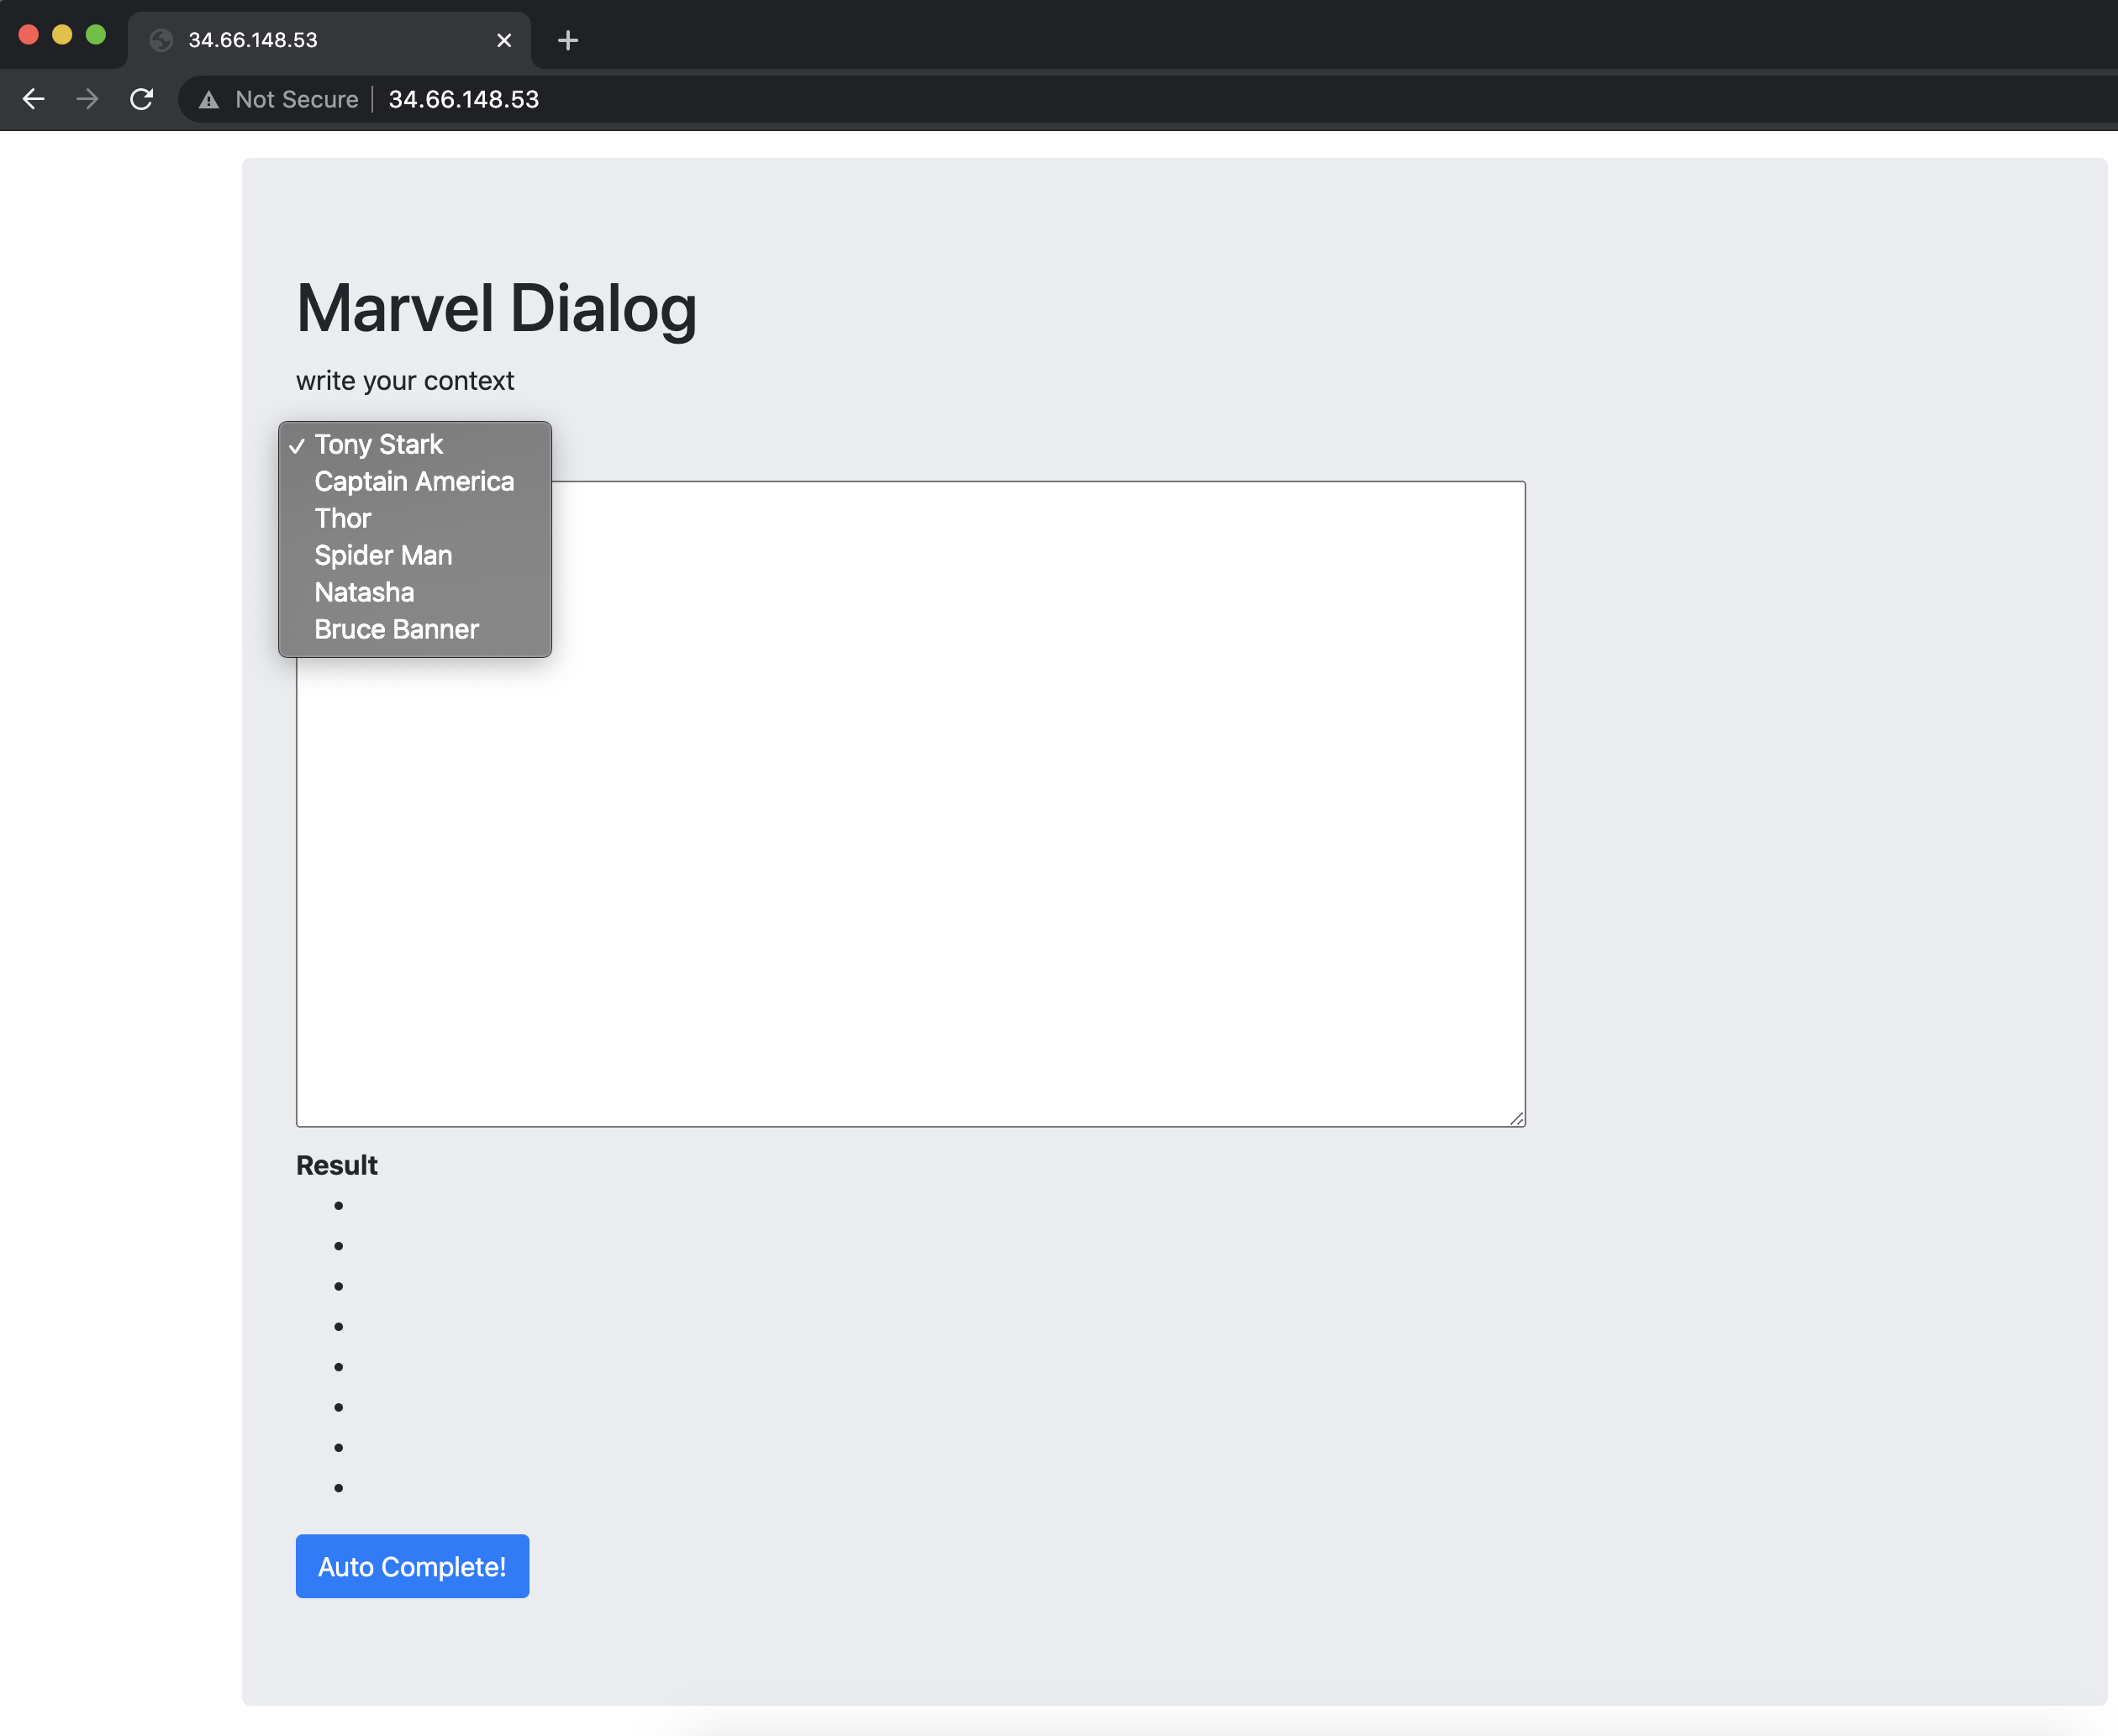 34.66.148.53
Not Secure 34.66.148.53
Marvel Dialog
write your context
Tony Stark
Captain America
Thor
Spider Man
Natasha
Bruce Banner
Result
Auto Complete!